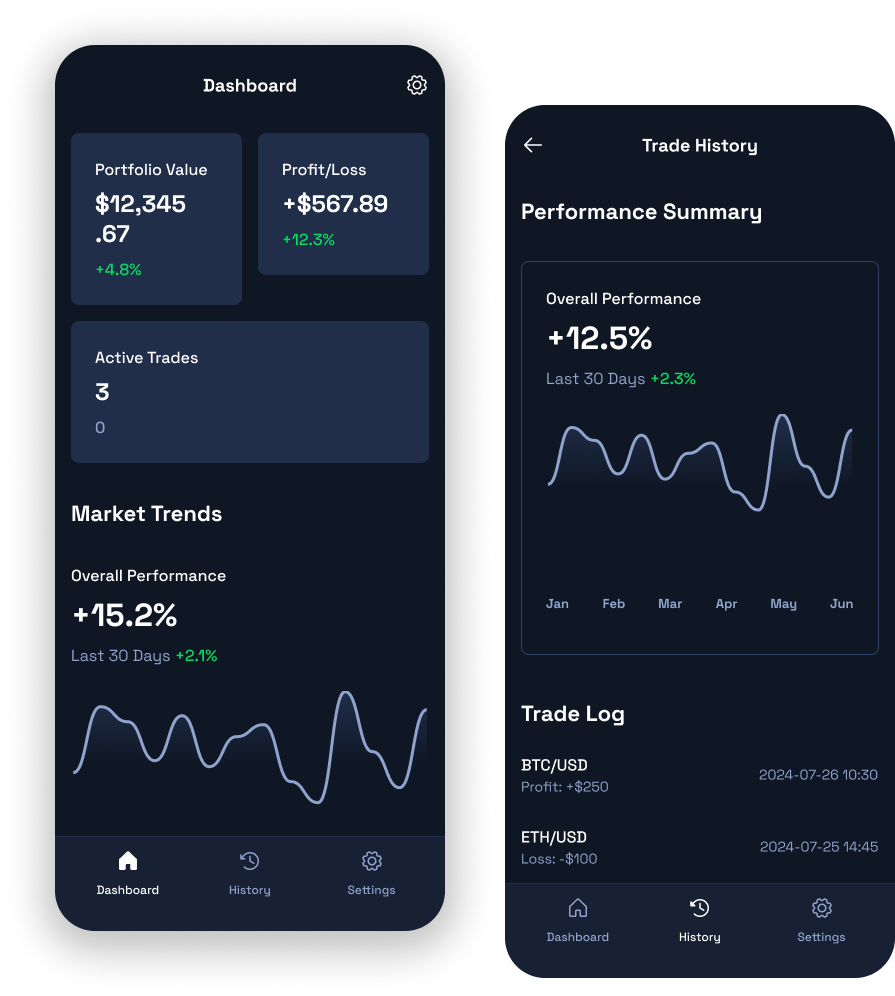 Dashboard
Portfolio Value
$12,345
.67
+4.8%
Profit/Loss
+$567.89
+12.3%
Active Trades
3
0
Market Trends
Overall Performance
+15.2%
Last 30 Days +2.1%
Dashboard
History
Settings
Trade History
Performance Summary
Overall Performance
+12.5%
Last 30 Days +2.3%
Jan Feb Mar Apr May Jun
Trade Log
BTC/USD
Profit: +$250
2024-07-26 10:30
ETH/USD
Loss: -$100
2024-07-25 14:45
Dashboard
History
Settings